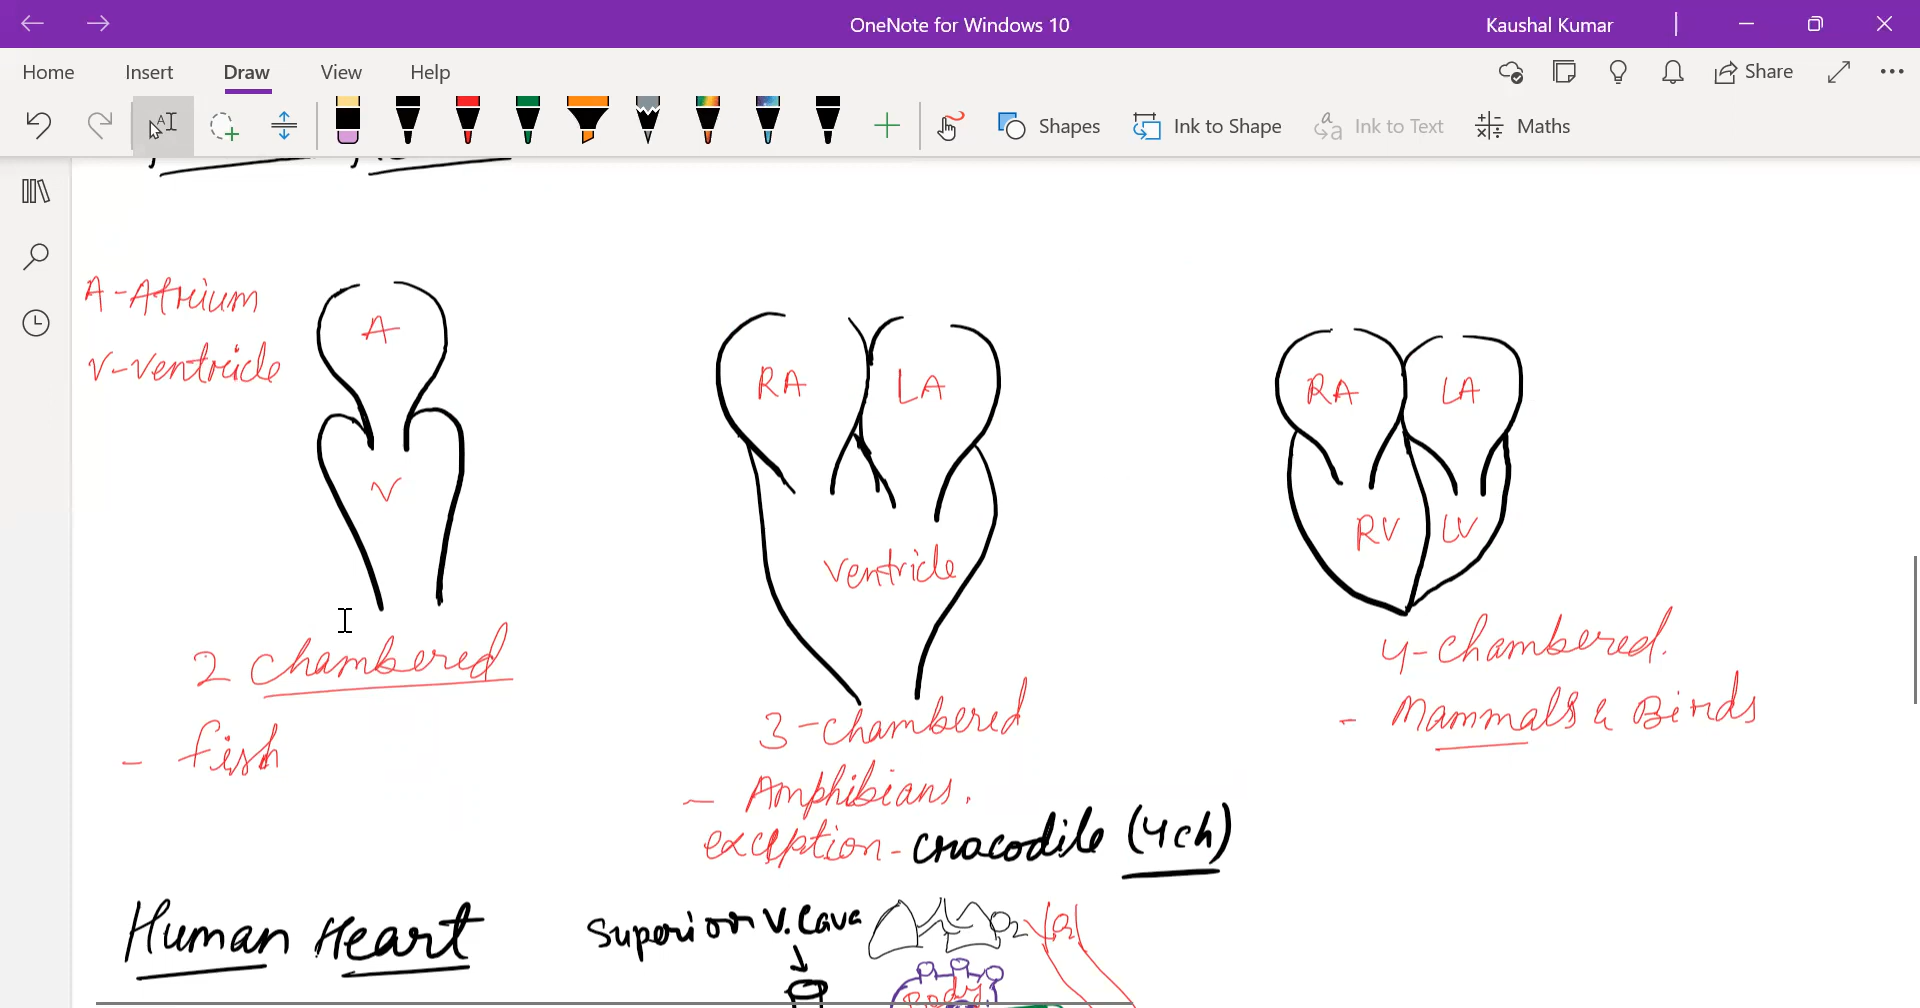 OneNote for Windows 10
Kaushal Kumar
Home Insert Draw View Help
Share
Shapes Ink to Shape Ink to Text Maths
A-Atrium
V-Ventricle
A
V
2 chambered
- fish
RA LA
Ventricle
3-chambered
- Amphibians.
exception - crocodile (4ch)
RA LA
RV LV
4-chambered.
- Mammals & Birds
Human Heart
Superior V. Cava
O2
Body